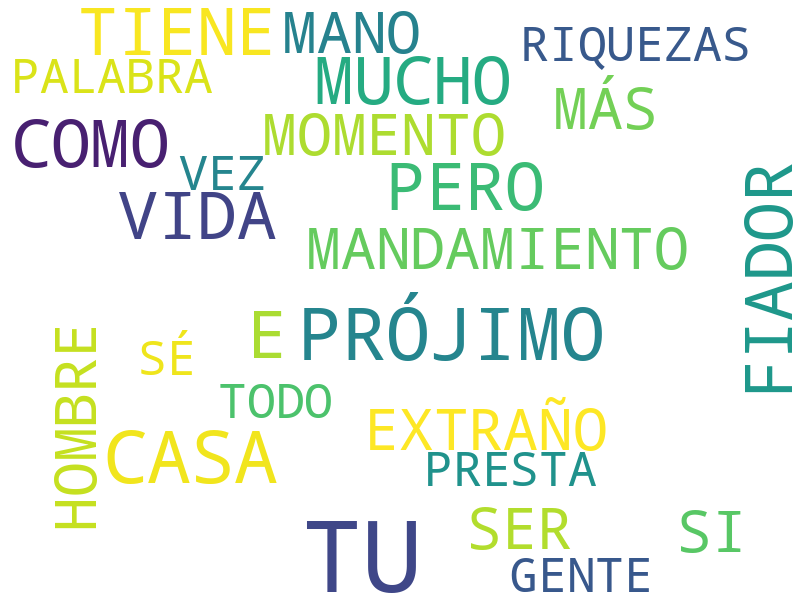 TIENE
MANO
RIQUEZAS
PALABRA
MUCHO
MÁS
COMO
MOMENTO
VEZ
PERO
VIDA
FIADOR
MANDAMIENTO
PRÓJIMO
E
SÉ
HOMBRE
TODO
EXTRAÑO
CASA
PRESTA
TU
SER
SI
GENTE